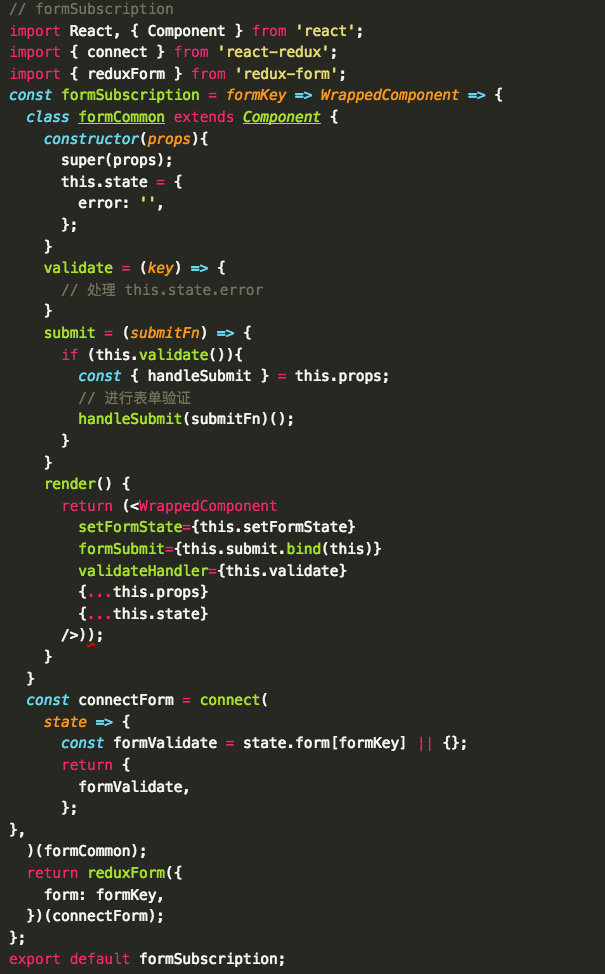 // formSubscription
import React, { Component } from 'react';
import { connect } from 'react-redux';
import { reduxForm } from 'redux-form';
const formSubscription = formKey => WrappedComponent => {
  class formCommon extends Component {
    constructor(props){
      super(props);
      this.state = {
        error: '',
      };
    }
    validate = (key) => {
      // 处理 this.state.error
    }
    submit = (submitFn) => {
      if (this.validate()){
        const { handleSubmit } = this.props;
        // 进行表单验证
        handleSubmit(submitFn)();
      }
    }
    render() {
      return (<WrappedComponent
        setFormState={this.setFormState}
        formSubmit={this.submit.bind(this)}
        validateHandler={this.validate}
        {...this.props}
        {...this.state}
      />));
    }
  }
  const connectForm = connect(
    state => {
      const formValidate = state.form[formKey] || {};
      return {
        formValidate,
      };
},
  )(formCommon);
  return reduxForm({
    form: formKey,
  })(connectForm);
};
export default formSubscription;